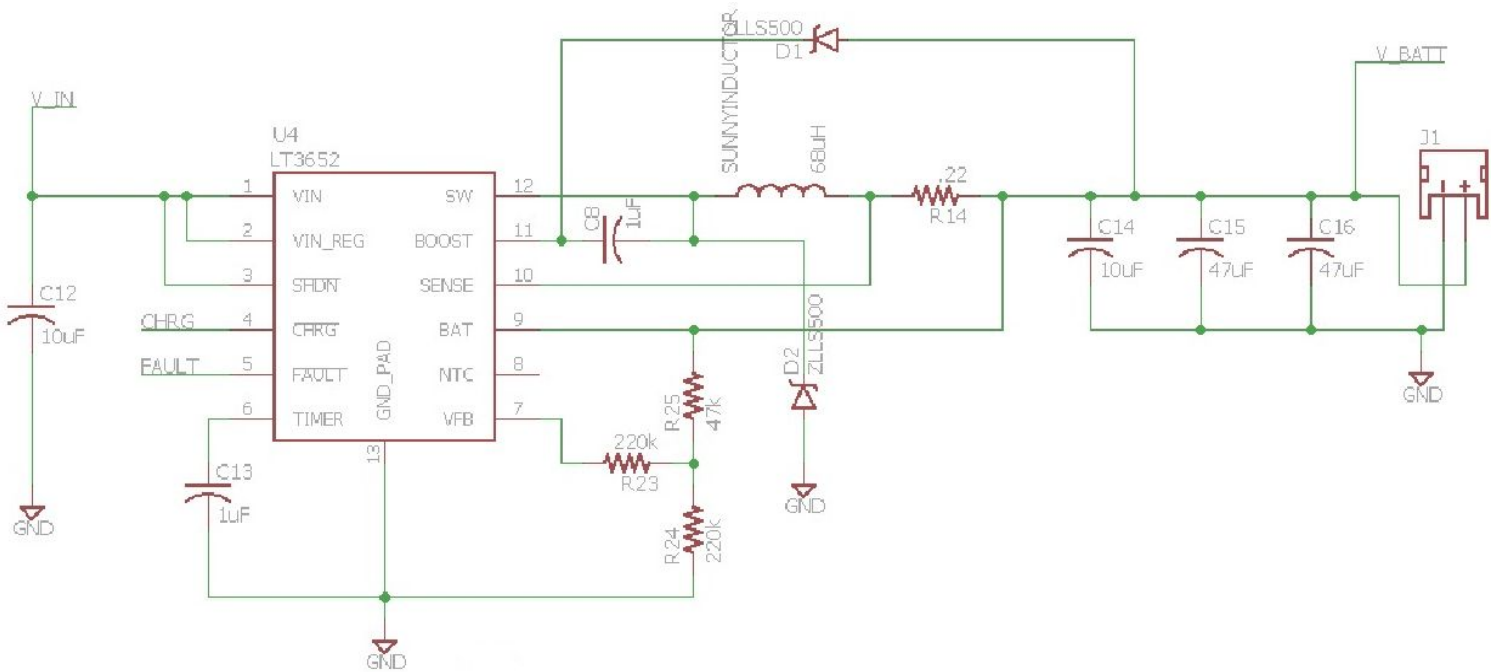 ZLLS500
D1
V_BATT
V_IN
SUNNYINDUCTOR
68uH
J1
- +
U4
LT3652
1
VIN
2
VIN_REG
3
SHDN
4
CHRG
5
FAULT
6
TIMER
GND_PAD
13
SW
12
BOOST
11
SENSE
10
BAT
9
NTC
8
VFB
7
.22
R14
C8
1uF
C14
10uF
C15
47uF
C16
47uF
C12
10uF
CHRG
FAULT
D2
ZLLS500
R25
47k
220k
R23
R24
220k
C13
1uF
GND
GND
GND
GND